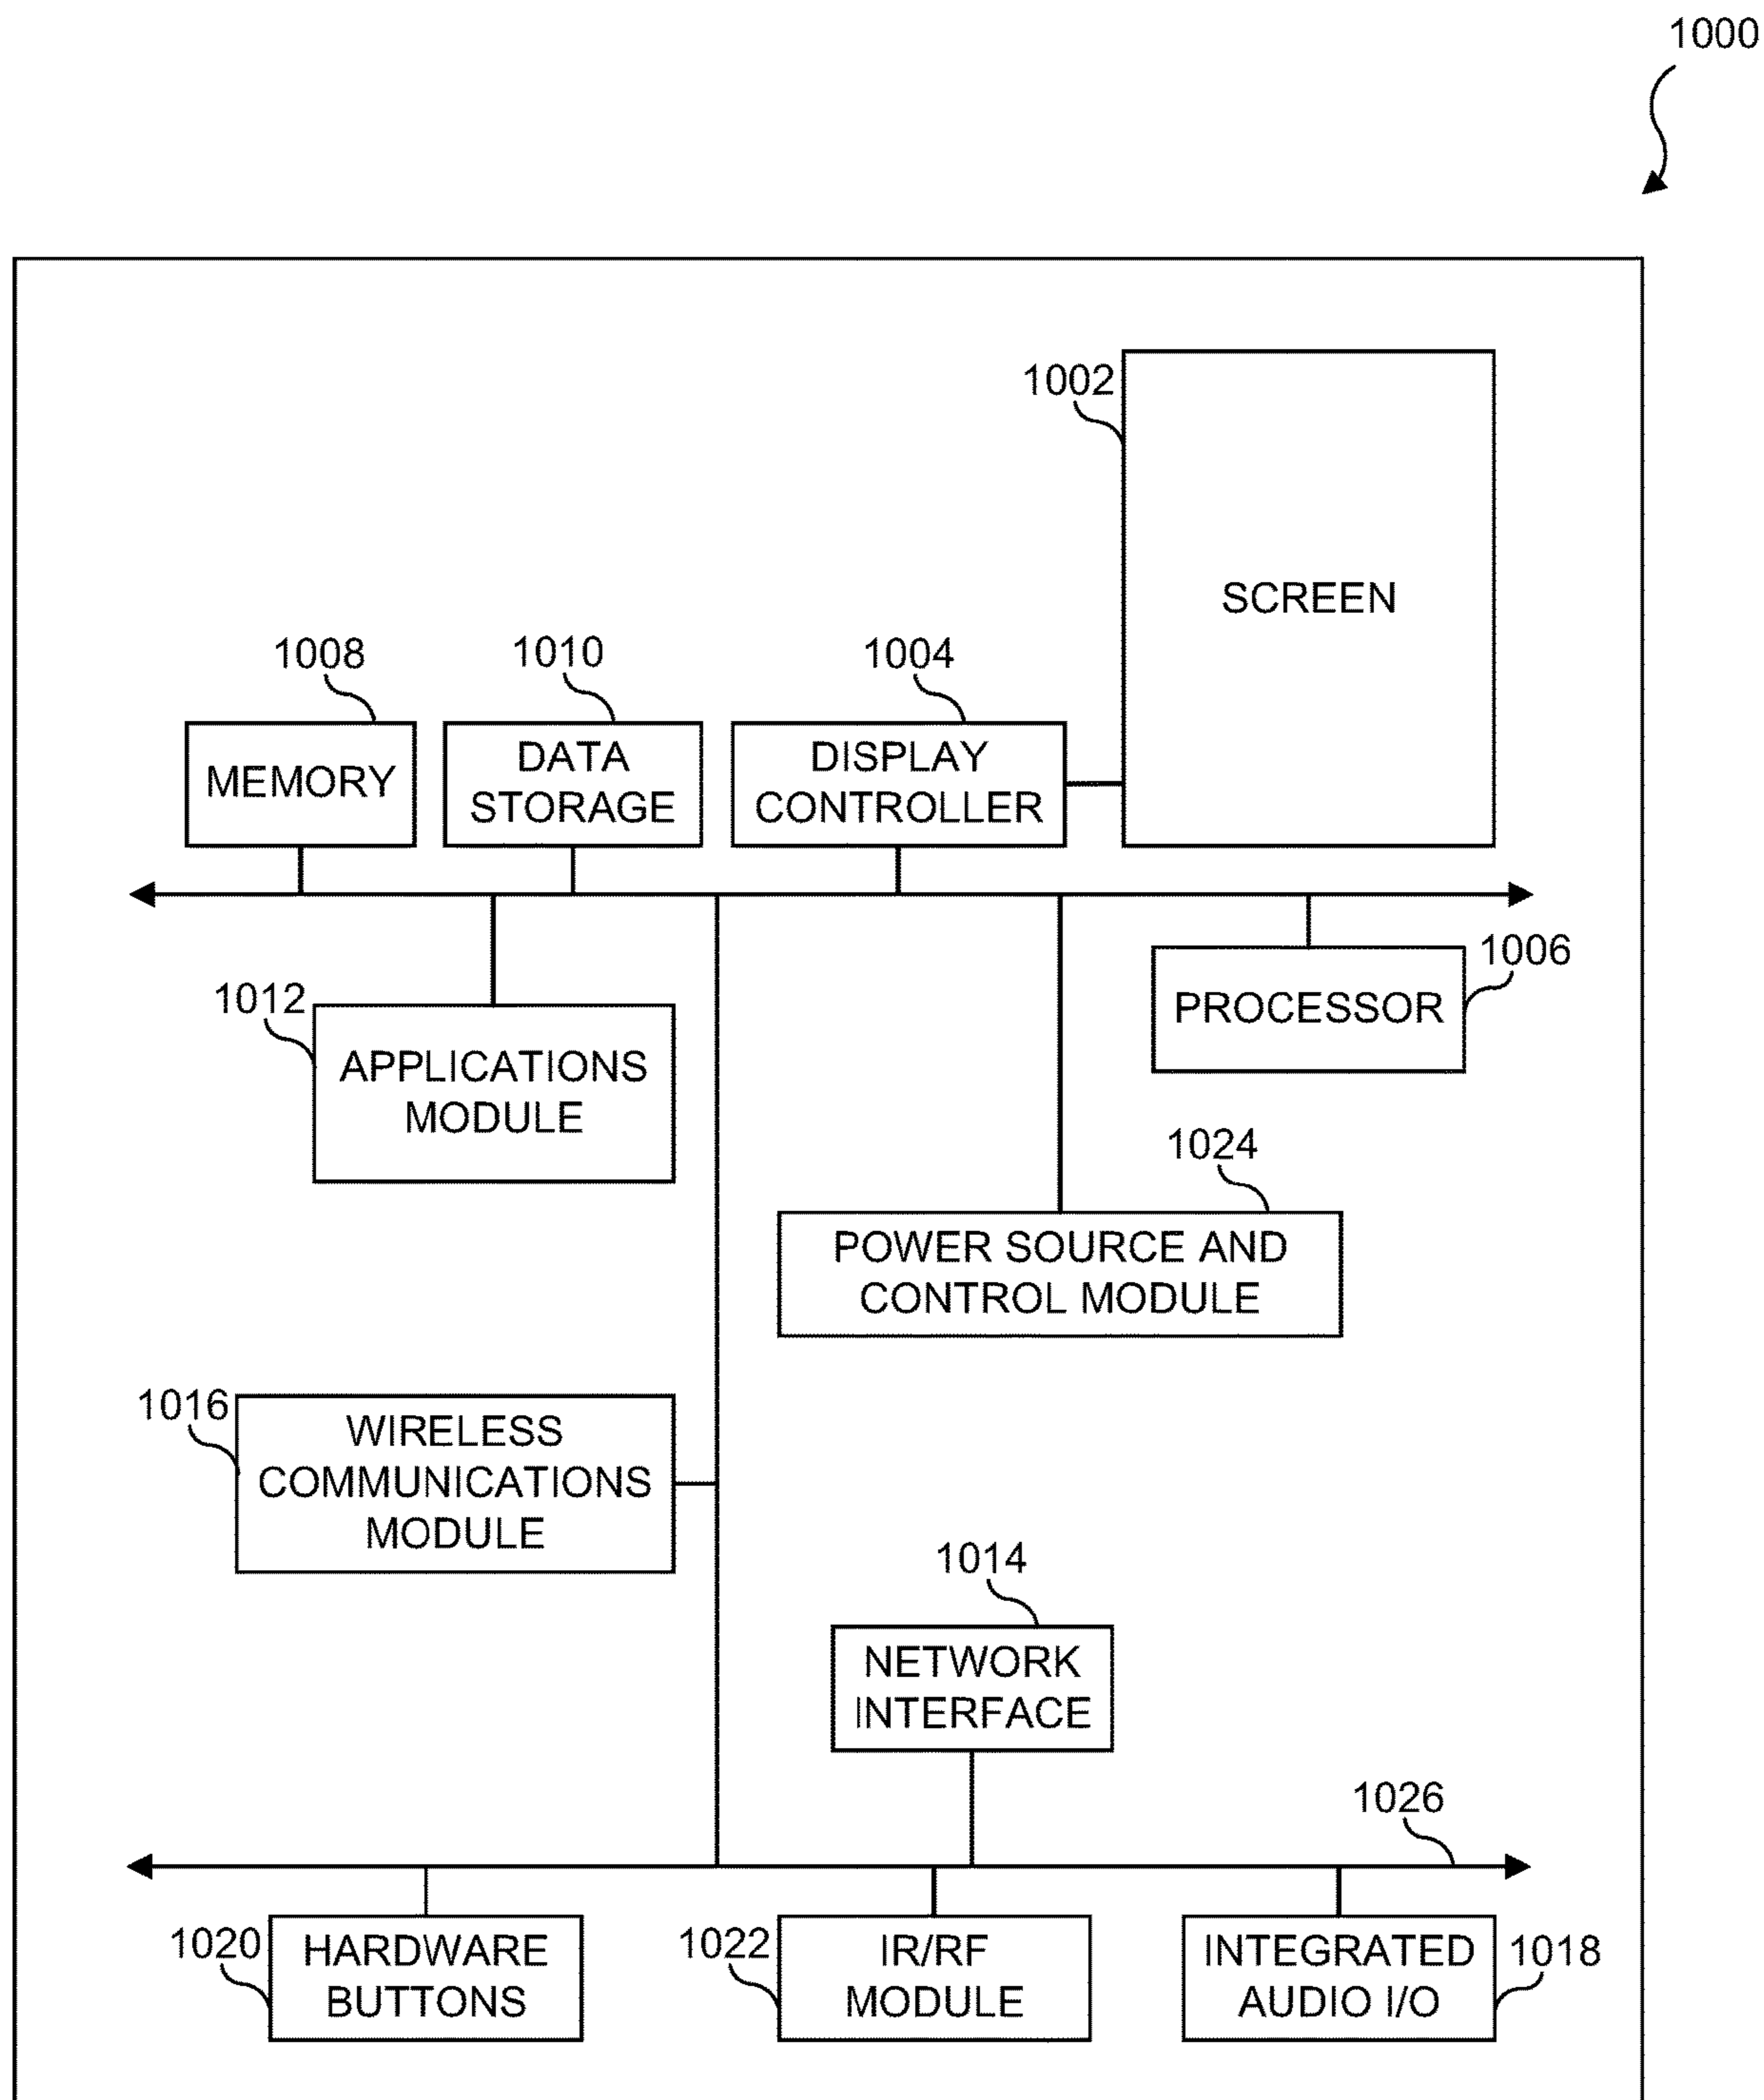 1000
1002
SCREEN
1008
1010
1004
MEMORY
DATA
STORAGE
DISPLAY
CONTROLLER
1006
PROCESSOR
1012
APPLICATIONS
MODULE
1024
POWER SOURCE AND
CONTROL MODULE
1016
WIRELESS
COMMUNICATIONS
MODULE
1014
NETWORK
INTERFACE
1026
1020
HARDWARE
BUTTONS
1022
IR/RF
MODULE
INTEGRATED
AUDIO I/O
1018